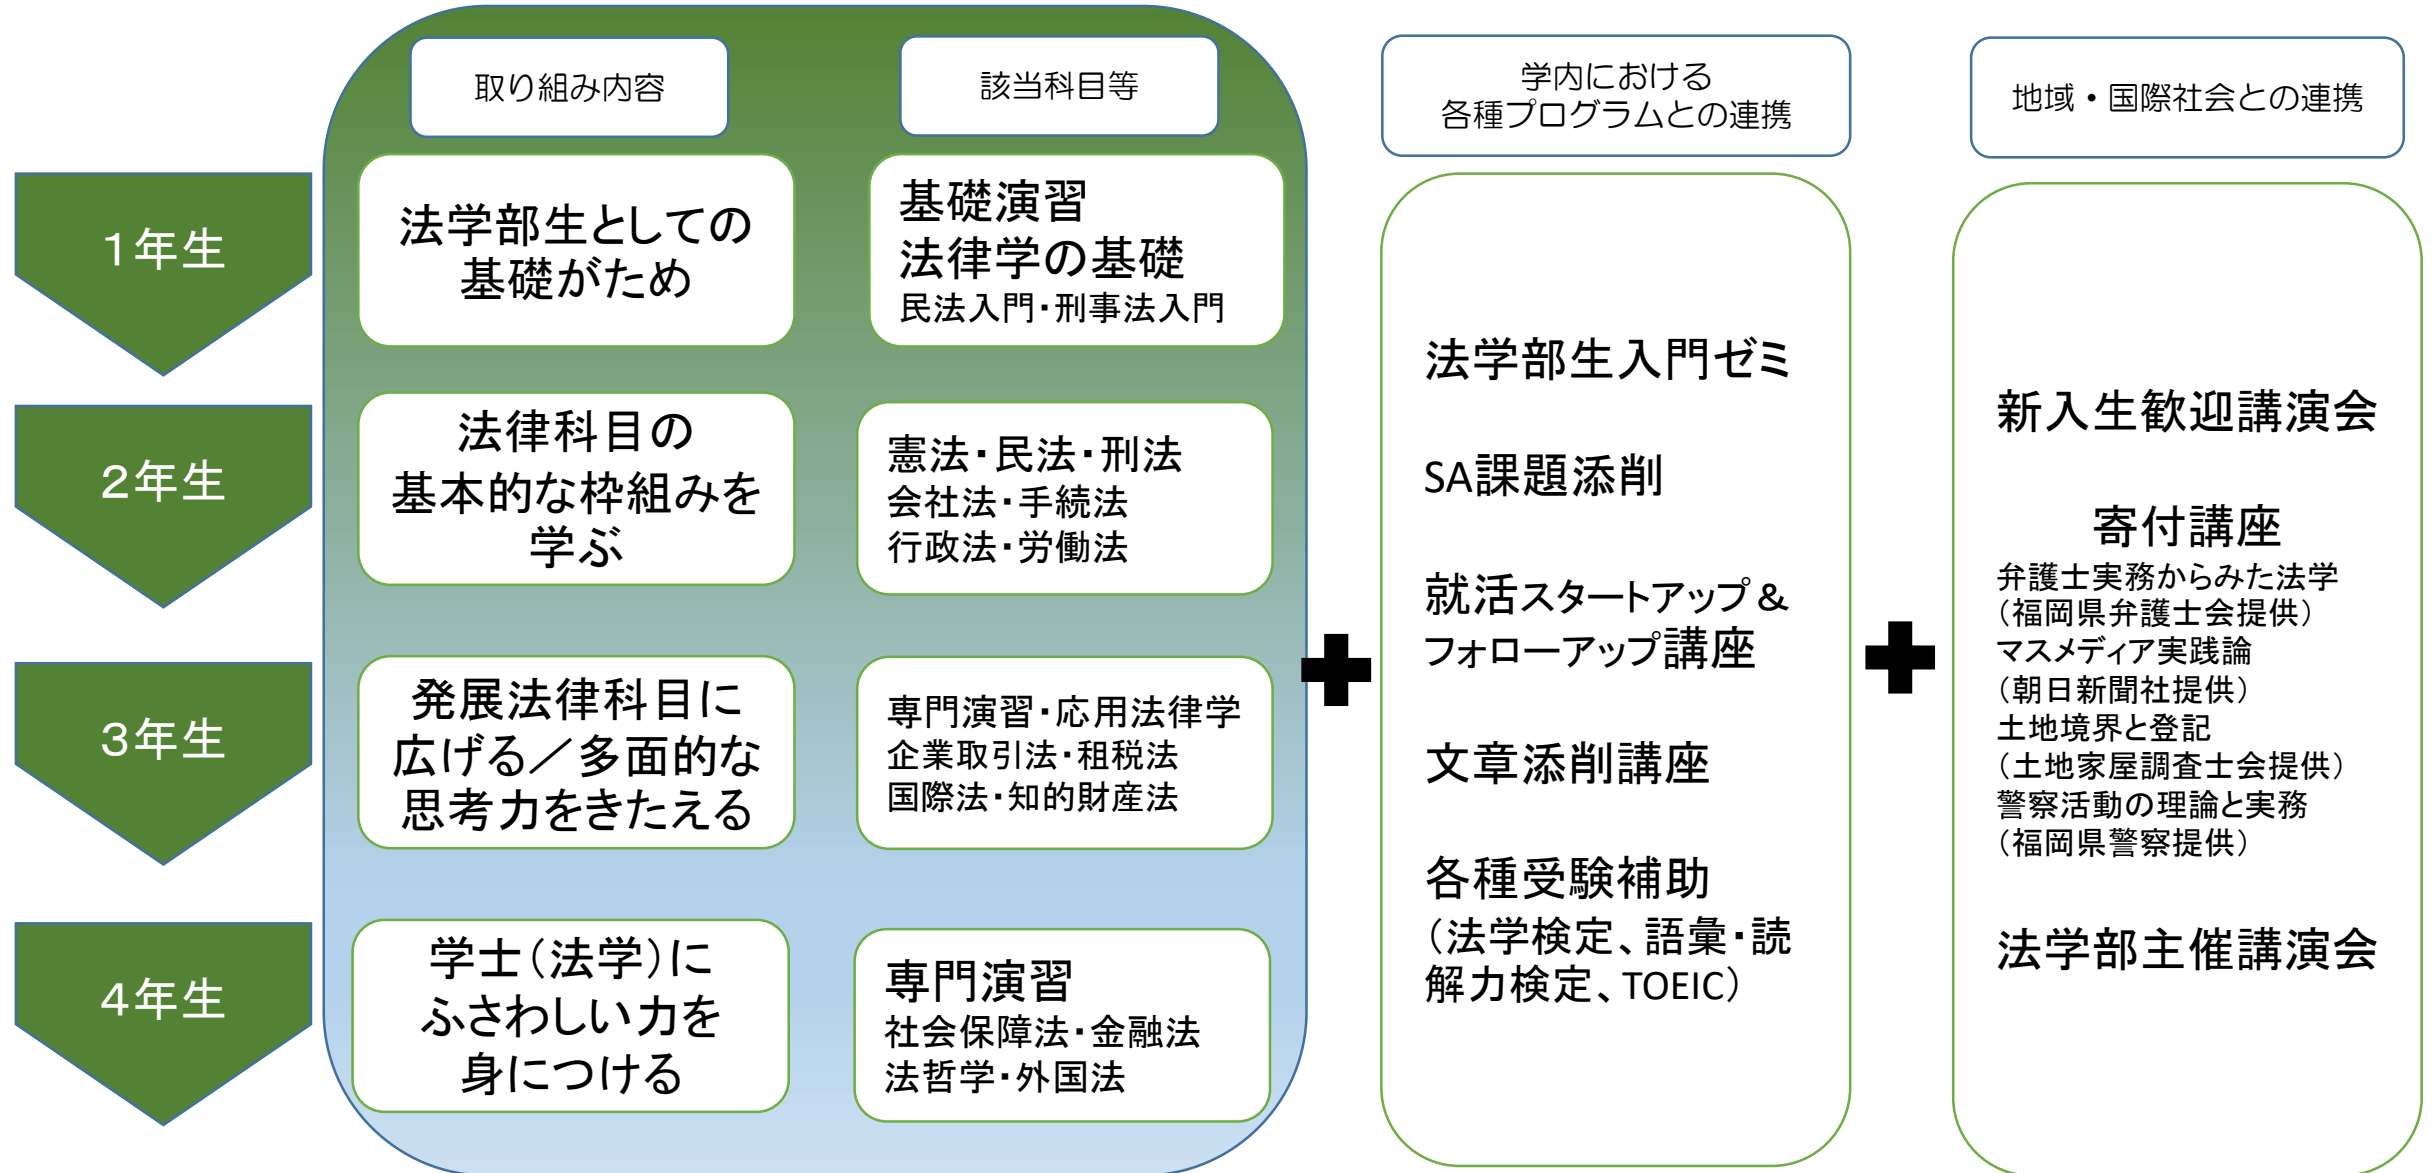 取り組み内容
該当科目等
学内における
各種プログラムとの連携
地域・国際社会との連携
１年生
法学部生としての
基礎がため
基礎演習
法律学の基礎
民法入門・刑事法入門
２年生
法律科目の
基本的な枠組みを
学ぶ
憲法・民法・刑法
会社法・手続法
行政法・労働法
３年生
発展法律科目に
広げる／多面的な
思考力をきたえる
専門演習・応用法律学
企業取引法・租税法
国際法・知的財産法
４年生
学士（法学）に
ふさわしい力を
身につける
専門演習
社会保障法・金融法
法哲学・外国法
法学部生入門ゼミ
SA課題添削
就活スタートアップ＆
フォローアップ講座
文章添削講座
各種受験補助
（法学検定、語彙・読
解力検定、TOEIC）
新入生歓迎講演会
寄付講座
弁護士実務からみた法学
（福岡県弁護士会提供）
マスメディア実践論
（朝日新聞社提供）
土地境界と登記
（土地家屋調査士会提供）
警察活動の理論と実務
（福岡県警察提供）
法学部主催講演会